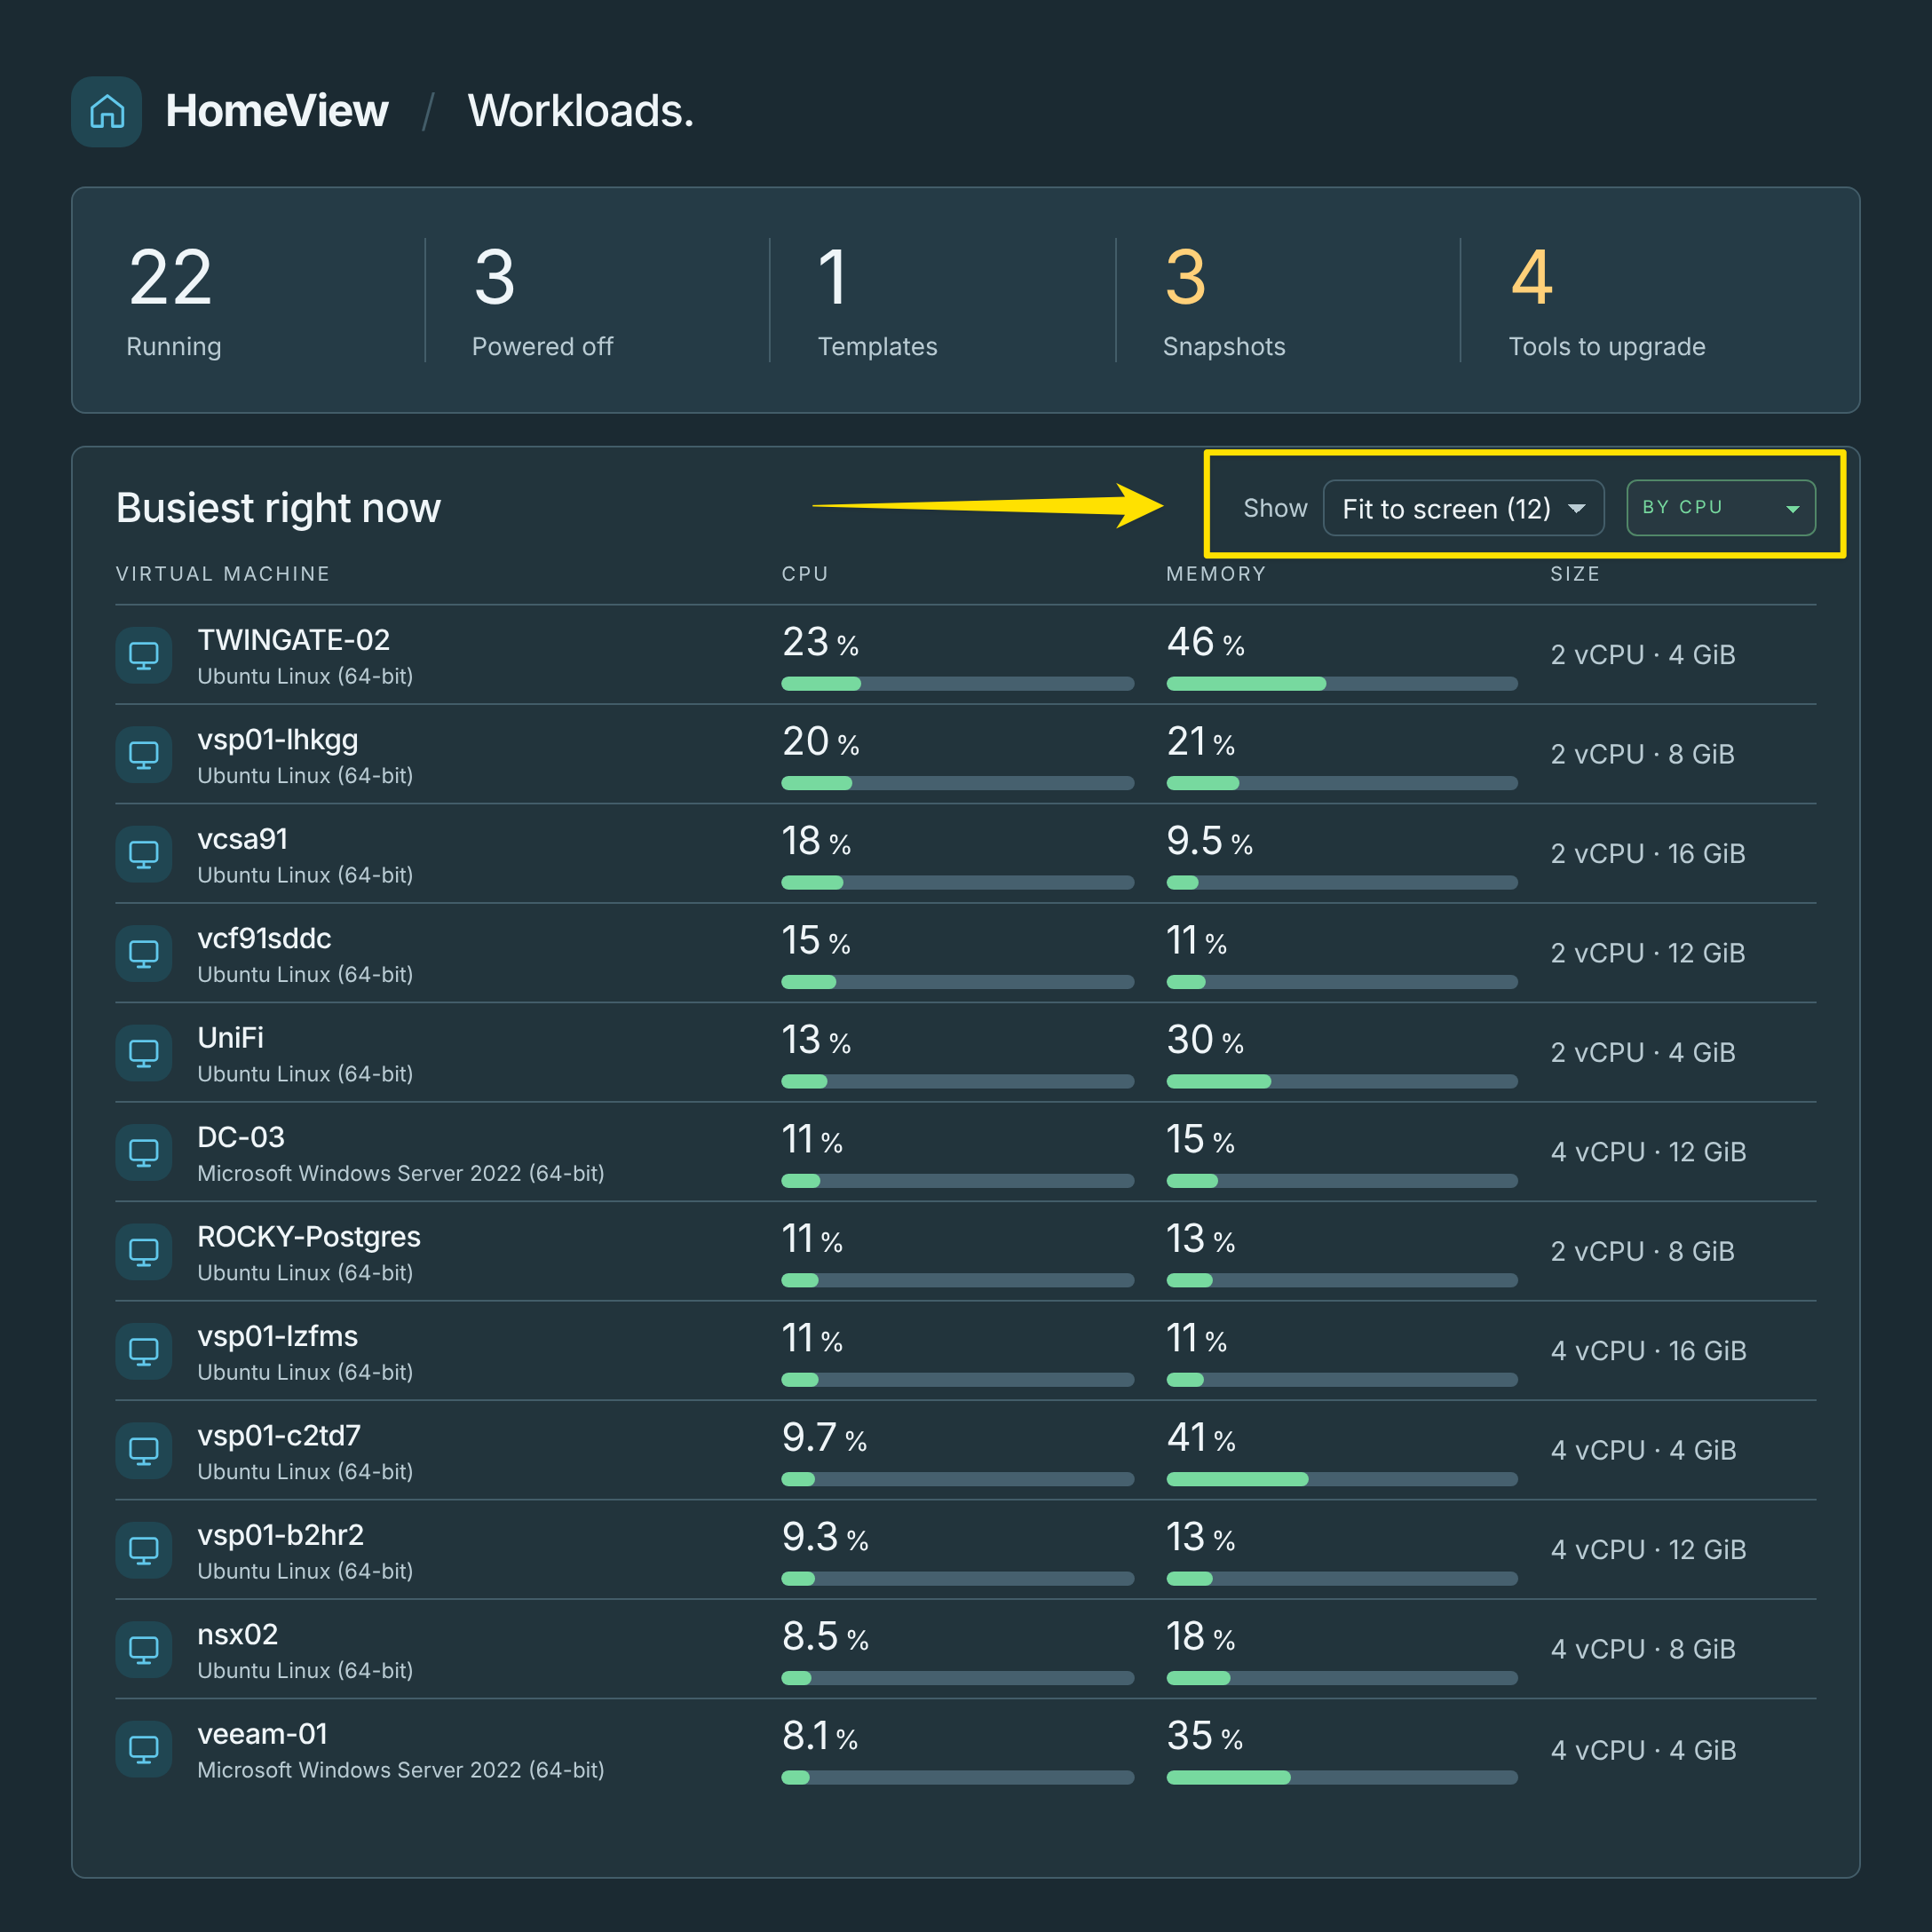 HomeView / Workloads.
22 3 1 3 4
Running Powered off Templates Snapshots Tools to upgrade
Busiest right now Show Fit to screen (12) BY CPU
VIRTUAL MACHINE CPU MEMORY SIZE
TWINGATE-02 23 % 46 % 2 vCPU · 4 GiB
Ubuntu Linux (64-bit)
vsp01-lhkgg 20 % 21 % 2 vCPU · 8 GiB
Ubuntu Linux (64-bit)
vcsa91 18 % 9.5 % 2 vCPU · 16 GiB
Ubuntu Linux (64-bit)
vcf91sddc 15 % 11 % 2 vCPU · 12 GiB
Ubuntu Linux (64-bit)
UniFi 13 % 30 % 2 vCPU · 4 GiB
Ubuntu Linux (64-bit)
DC-03 11 % 15 % 4 vCPU · 12 GiB
Microsoft Windows Server 2022 (64-bit)
ROCKY-Postgres 11 % 13 % 2 vCPU · 8 GiB
Ubuntu Linux (64-bit)
vsp01-lzfms 11 % 11 % 4 vCPU · 16 GiB
Ubuntu Linux (64-bit)
vsp01-c2td7 9.7 % 41 % 4 vCPU · 4 GiB
Ubuntu Linux (64-bit)
vsp01-b2hr2 9.3 % 13 % 4 vCPU · 12 GiB
Ubuntu Linux (64-bit)
nsx02 8.5 % 18 % 4 vCPU · 8 GiB
Ubuntu Linux (64-bit)
veeam-01 8.1 % 35 % 4 vCPU · 4 GiB
Microsoft Windows Server 2022 (64-bit)